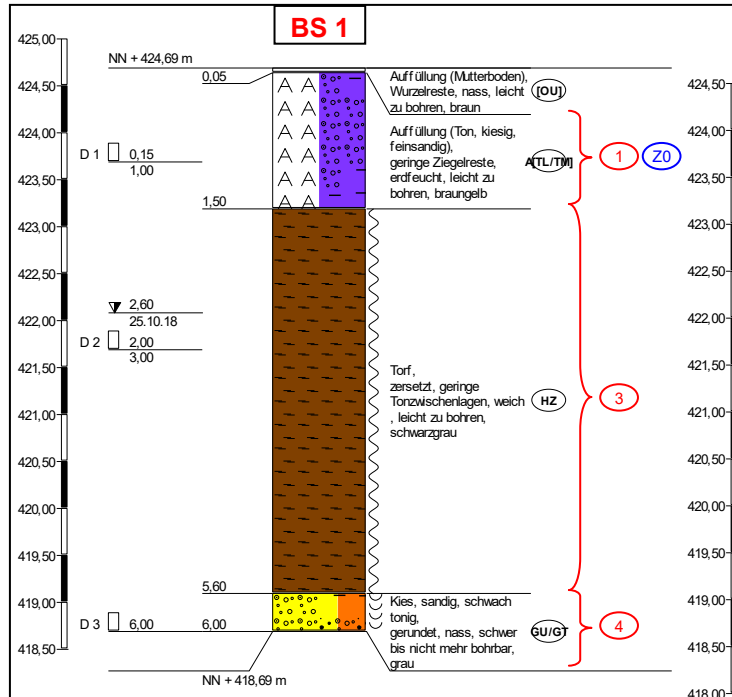 BS 1
425,00
NN + 424,69 m
424,50
424,00
423,50
423,00
422,50
422,00
421,50
421,00
420,50
420,00
419,50
419,00
418,50
D 1
0,15
1,00
2,60
25.10.18
D 2
2,00
3,00
D 3
6,00
0,05
1,50
5,60
6,00
NN + 418,69 m
Auffüllung (Mutterboden),
Wurzelreste, nass, leicht
zu bohren, braun
[OU]
Auffüllung (Ton, kiesig,
feinsandig),
geringe Ziegelreste,
erdfeucht, leicht zu
bohren, braungelb
A[TL/TM]
1
Z0
Torf,
zersetzt, geringe
Tonzwischenlagen, weich
, leicht zu bohren,
schwarzgrau
HZ
3
Kies, sandig, schwach
tonig,
gerundet, nass, schwer
bis nicht mehr bohrbar,
grau
GU/GT
4
424,50
424,00
423,50
423,00
422,50
422,00
421,50
421,00
420,50
420,00
419,50
419,00
418,50
418,00